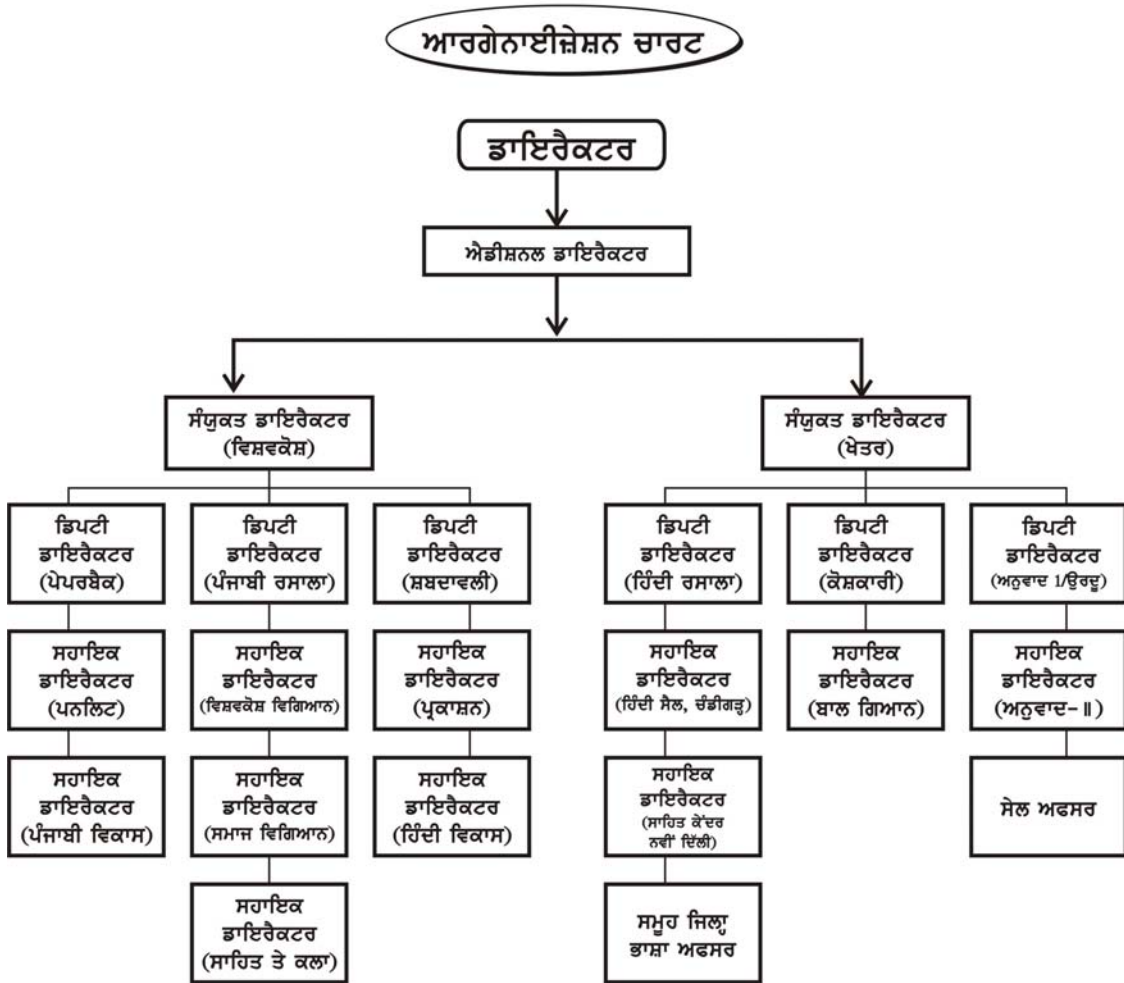 ਆਰਗੇਨਾਈਜ਼ੇਸ਼ਨ ਚਾਰਟ
ਡਾਇਰੈਕਟਰ
ਐਡੀਸ਼ਨਲ ਡਾਇਰੈਕਟਰ
ਸੰਯੁਕਤ ਡਾਇਰੈਕਟਰ
(ਵਿਸ਼ਵਕੋਸ਼)
ਡਿਪਟੀ
ਡਾਇਰੈਕਟਰ
(ਪੇਪਰਬੈਕ)
ਸਹਾਇਕ
ਡਾਇਰੈਕਟਰ
(ਪਨਲਿਟ)
ਸਹਾਇਕ
ਡਾਇਰੈਕਟਰ
(ਪੰਜਾਬੀ ਵਿਕਾਸ)
ਡਿਪਟੀ
ਡਾਇਰੈਕਟਰ
(ਪੰਜਾਬੀ ਰਸਾਲਾ)
ਸਹਾਇਕ
ਡਾਇਰੈਕਟਰ
(ਵਿਸ਼ਵਕੋਸ਼ ਵਿਗਿਆਨ)
ਸਹਾਇਕ
ਡਾਇਰੈਕਟਰ
(ਸਮਾਜ ਵਿਗਿਆਨ)
ਸਹਾਇਕ
ਡਾਇਰੈਕਟਰ
(ਸਾਹਿਤ ਤੇ ਕਲਾ)
ਡਿਪਟੀ
ਡਾਇਰੈਕਟਰ
(ਸ਼ਬਦਾਵਲੀ)
ਸਹਾਇਕ
ਡਾਇਰੈਕਟਰ
(ਪ੍ਰਕਾਸ਼ਨ)
ਸਹਾਇਕ
ਡਾਇਰੈਕਟਰ
(ਹਿੰਦੀ ਵਿਕਾਸ)
ਸੰਯੁਕਤ ਡਾਇਰੈਕਟਰ
(ਖੇਤਰ)
ਡਿਪਟੀ
ਡਾਇਰੈਕਟਰ
(ਹਿੰਦੀ ਰਸਾਲਾ)
ਸਹਾਇਕ
ਡਾਇਰੈਕਟਰ
(ਹਿੰਦੀ ਸੈਲ, ਚੰਡੀਗੜ੍ਹ)
ਸਹਾਇਕ
ਡਾਇਰੈਕਟਰ
(ਸਾਹਿਤ ਕੇਂਦਰ
ਨਵੀਂ ਦਿੱਲੀ)
ਸਮੂਹ ਜਿਲ੍ਹਾ
ਭਾਸ਼ਾ ਅਫਸਰ
ਡਿਪਟੀ
ਡਾਇਰੈਕਟਰ
(ਕੋਸ਼ਕਾਰੀ)
ਸਹਾਇਕ
ਡਾਇਰੈਕਟਰ
(ਬਾਲ ਗਿਆਨ)
ਡਿਪਟੀ
ਡਾਇਰੈਕਟਰ
(ਅਨੁਵਾਦ 1/ਉਰਦੂ)
ਸਹਾਇਕ
ਡਾਇਰੈਕਟਰ
(ਅਨੁਵਾਦ-॥)
ਸੇਲ ਅਫਸਰ